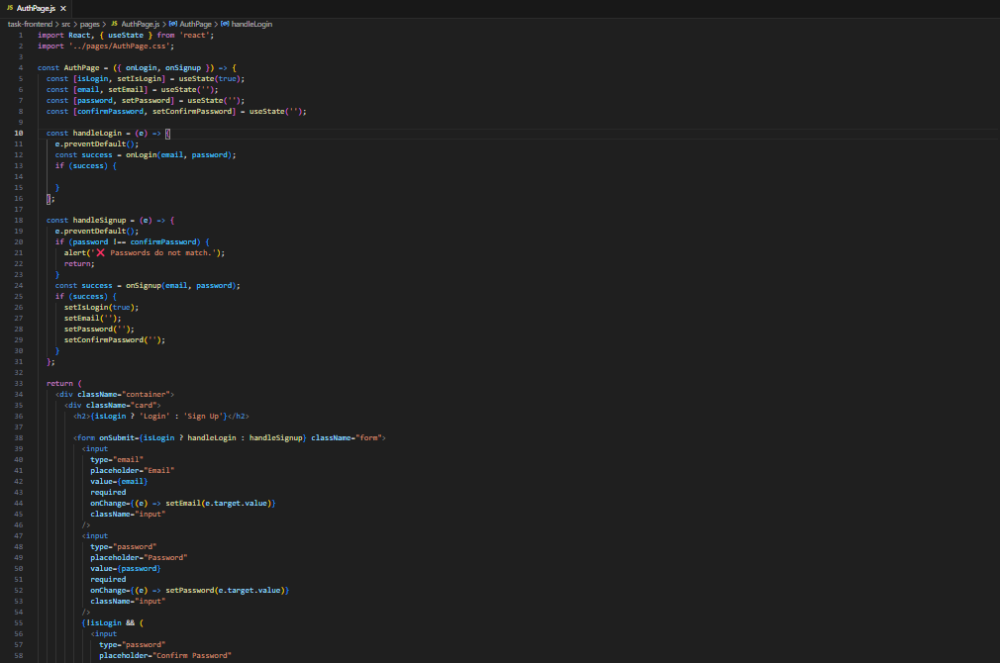 JS AuthPage.js ×
task-frontend > src > pages > JS AuthPage.js > AuthPage > handleLogin
1 import React, { useState } from 'react';
2 import '../pages/AuthPage.css';
3
4 const AuthPage = ({ onLogin, onSignup }) => {
5 const [isLogin, setIsLogin] = useState(true);
6 const [email, setEmail] = useState('');
7 const [password, setPassword] = useState('');
8 const [confirmPassword, setConfirmPassword] = useState('');
9
10 const handleLogin = (e) => {
11 e.preventDefault();
12 const success = onLogin(email, password);
13 if (success) {
14
15 }
16 };
17
18 const handleSignup = (e) => {
19 e.preventDefault();
20 if (password !== confirmPassword) {
21 alert('❌ Passwords do not match.');
22 return;
23 }
24 const success = onSignup(email, password);
25 if (success) {
26 setIsLogin(true);
27 setEmail('');
28 setPassword('');
29 setConfirmPassword('');
30 }
31 };
32
33 return (
34 <div className="container">
35 <div className="card">
36 <h2>{isLogin ? 'Login' : 'Sign Up'}</h2>
37
38 <form onSubmit={isLogin ? handleLogin : handleSignup} className="form">
39 <input
40 type="email"
41 placeholder="Email"
42 value={email}
43 required
44 onChange={(e) => setEmail(e.target.value)}
45 className="input"
46 />
47 <input
48 type="password"
49 placeholder="Password"
50 value={password}
51 required
52 onChange={(e) => setPassword(e.target.value)}
53 className="input"
54 />
55 {!isLogin && (
56 <input
57 type="password"
58 placeholder="Confirm Password"